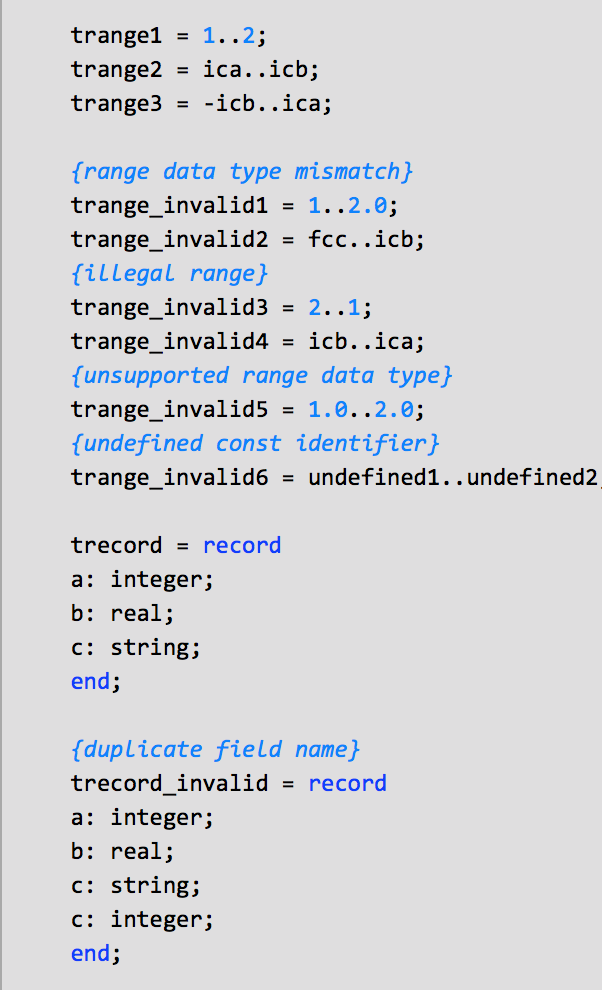 trange1 = 1..2;
trange2 = ica..icb;
trange3 = -icb..ica;
{range data type mismatch}
trange_invalid1 = 1..2.0;
trange_invalid2 = fcc..icb;
{illegal range}
trange_invalid3 = 2..1;
trange_invalid4 = icb..ica;
{unsupported range data type}
trange_invalid5 = 1.0..2.0;
{undefined const identifier}
trange_invalid6 = undefined1..undefined2;
trecord = record
a: integer;
b: real;
c: string;
end;
{duplicate field name}
trecord_invalid = record
a: integer;
b: real;
c: string;
c: integer;
end;